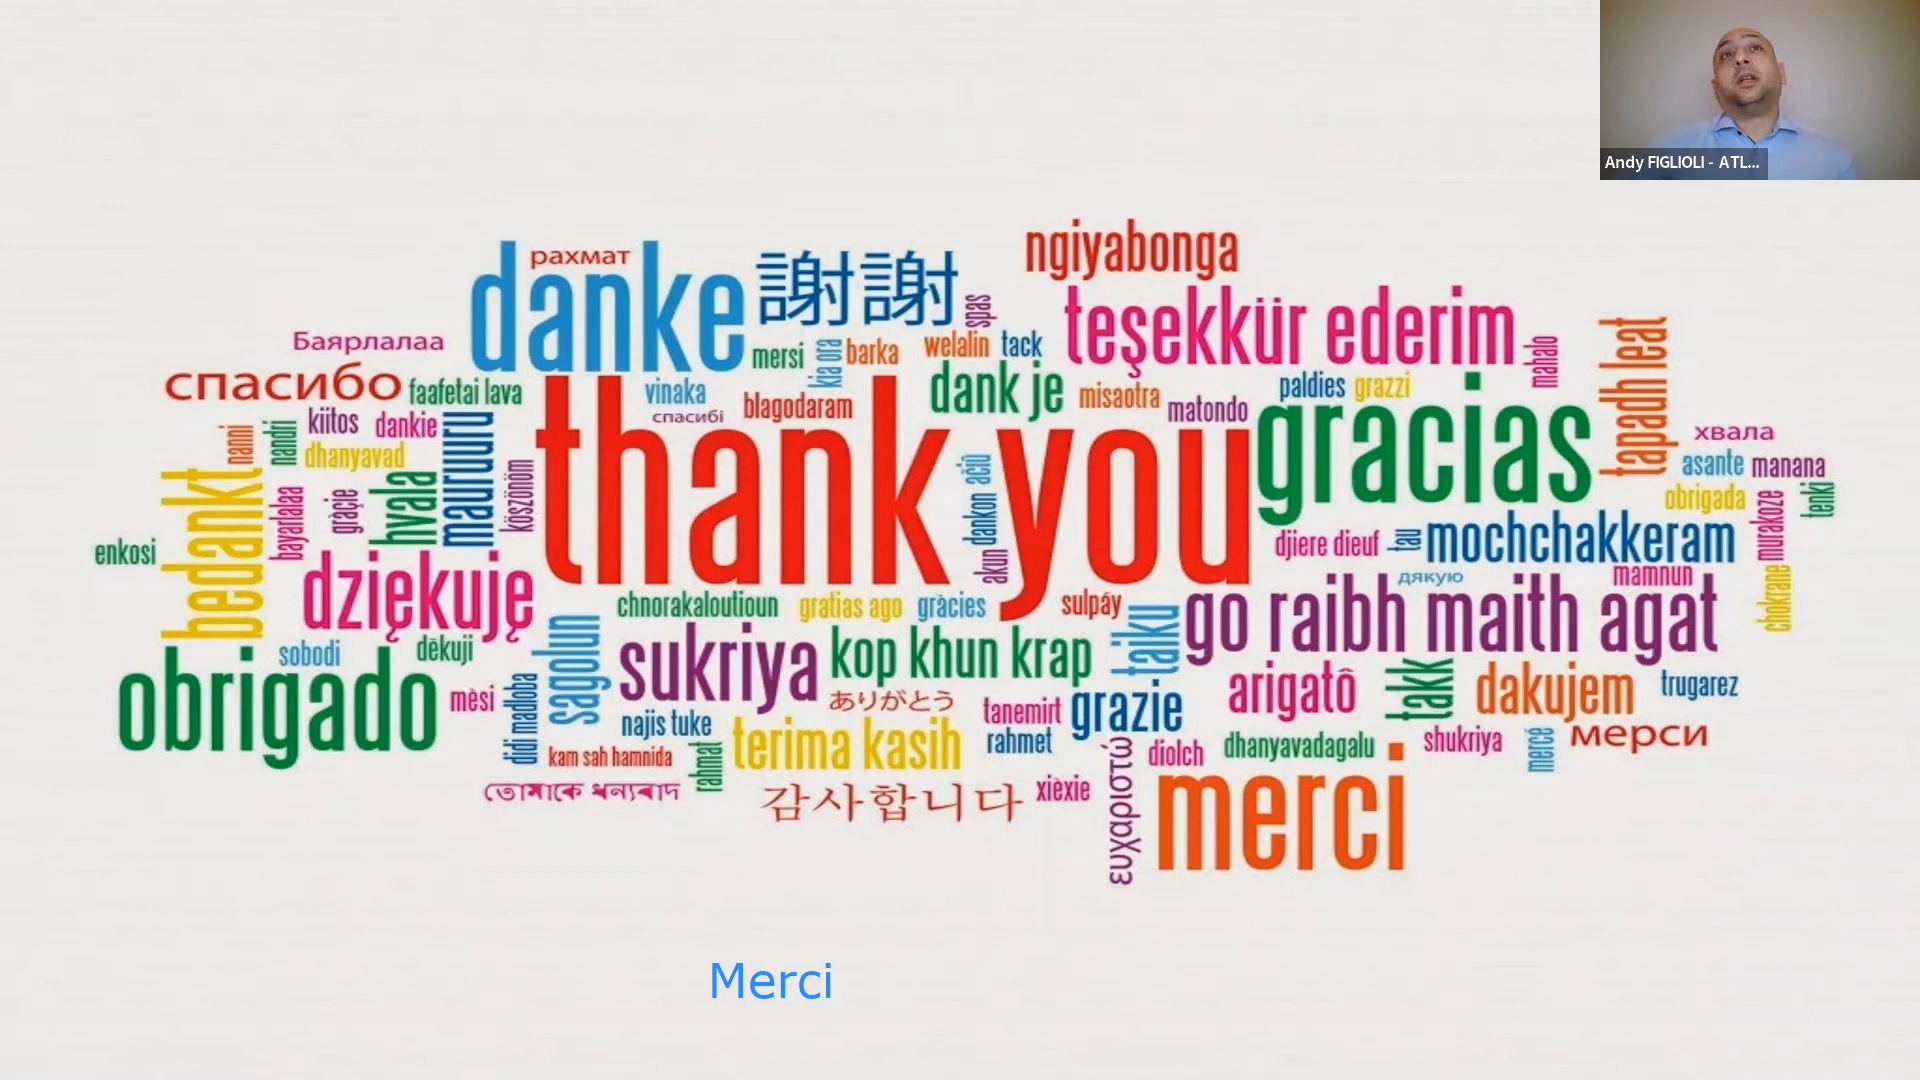 Andy FIGLIOLI - ATL...
ngiyabonga
рахмат
danke
謝謝
spas
teşekkür ederim
mahalo
tapadh leat
Баярлалаа
mersi
kia ora
barka
welalin
tack
спасибо
faafetai lava
vinaka
спасибі
blagodaram
dank je
misaotra
matondo
paldies
grazzi
gracias
хвала
asante
manana
obrigada
tenki
kiitos
dankie
nanni
nandri
dhanyavad
mauruuru
köszönöm
thank you
dankon
ačiū
akun
bedankt
bayarlalaa
gràçie
hvala
enkosi
dziękuję
djiere dieuf
tau
mochchakkeram
murakoze
дякую
mamnun
chokrane
chnorakaloutioun
gratias ago
gràcies
sulpáy
taiku
go raibh maith agat
sobodi
dēkuji
sagolun
sukriya
kop khun krap
obrigado
mèsi
didi madloba
najis tuke
ありがとう
tanemirt
grazie
arigatô
takk
dakujem
trugarez
kam sah hamnida
rahmat
terima kasih
rahmet
diolch
dhanyavadagalu
shukriya
merce
мерси
তোমাকে ধন্যবাদ
감사합니다
xièxie
ευχαριστώ
merci
Merci